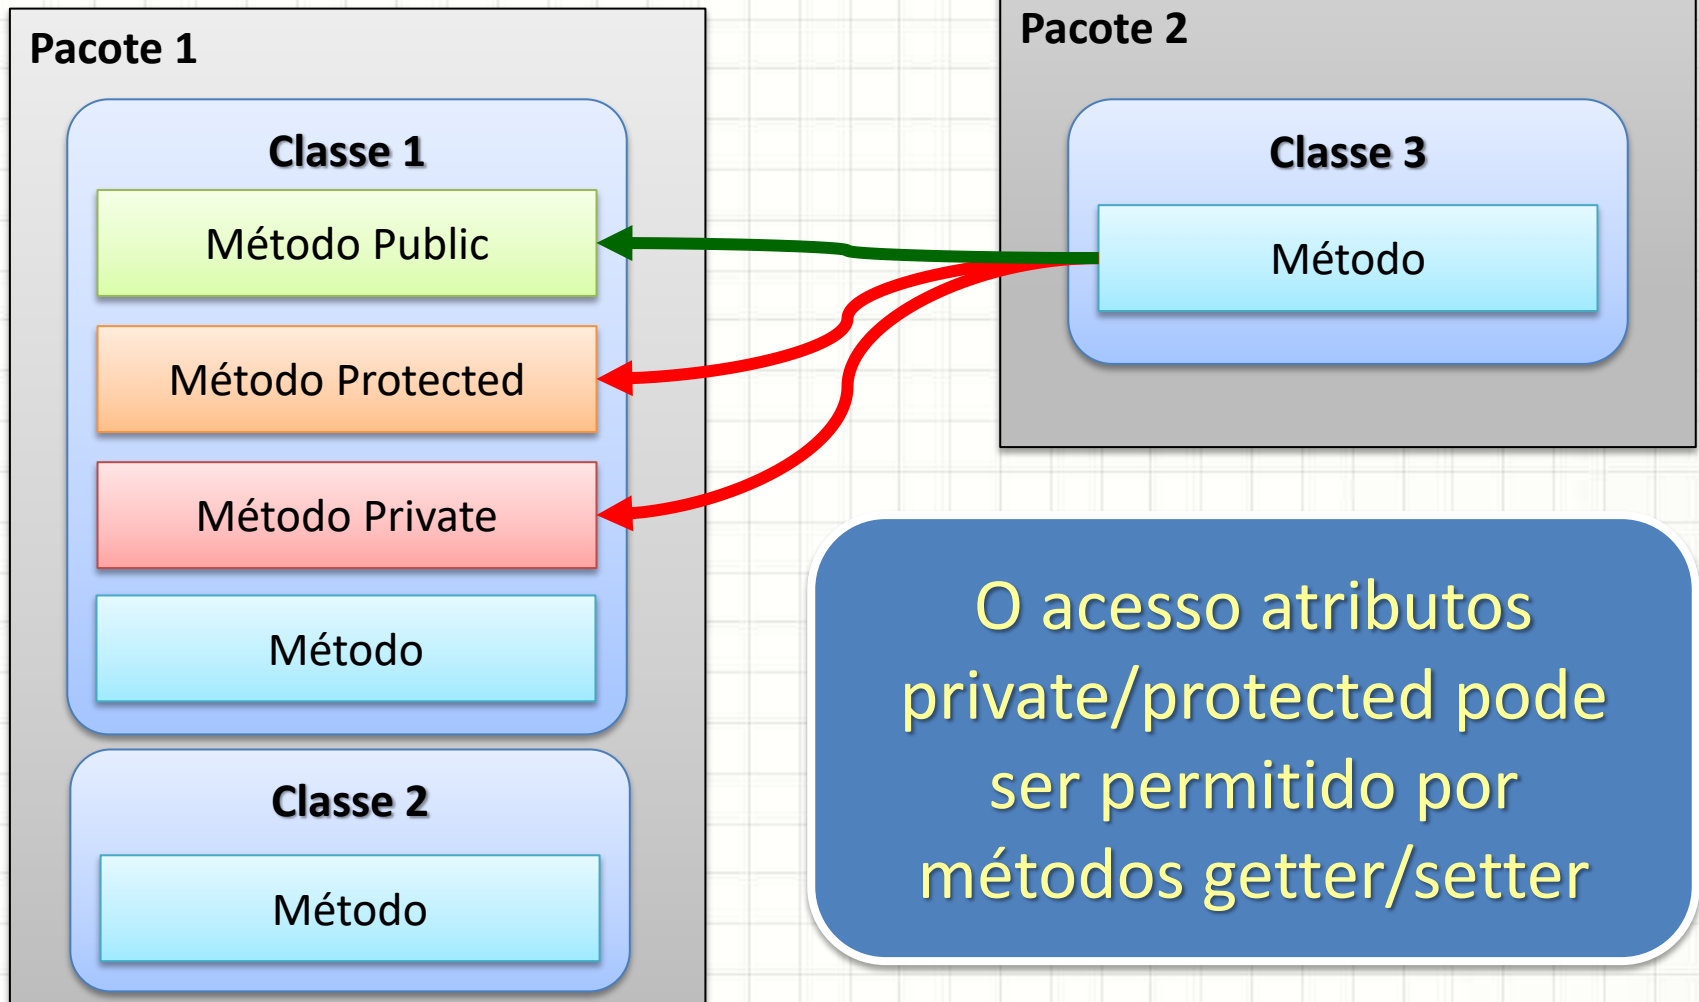 Pacote 1
Classe 1
Método Public
Método Protected
Método Private
Método
Classe 2
Método
Pacote 2
Classe 3
Método
O acesso atributos
private/protected pode
ser permitido por
métodos getter/setter